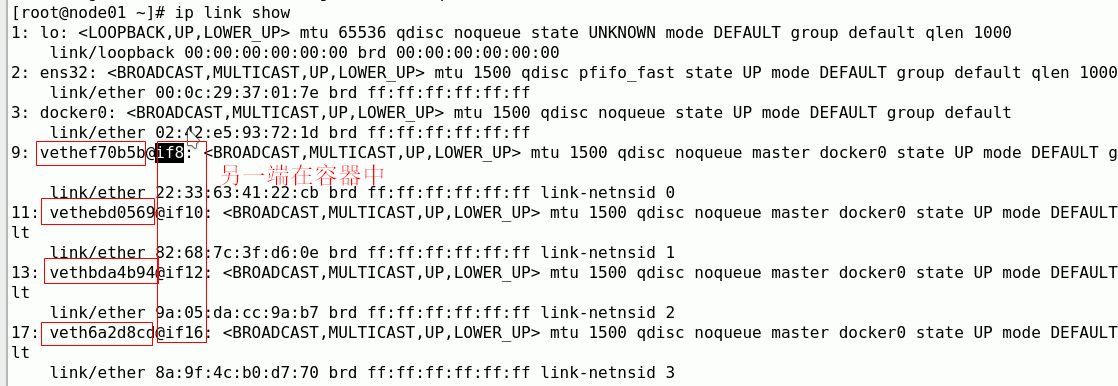 [root@node01 ~]# ip link show
1: lo: <LOOPBACK,UP,LOWER_UP> mtu 65536 qdisc noqueue state UNKNOWN mode DEFAULT group default qlen 1000
link/loopback 00:00:00:00:00:00 brd 00:00:00:00:00:00
2: ens32: <BROADCAST,MULTICAST,UP,LOWER_UP> mtu 1500 qdisc pfifo_fast state UP mode DEFAULT group default qlen 1000
link/ether 00:0c:29:37:01:7e brd ff:ff:ff:ff:ff:ff
3: docker0: <BROADCAST,MULTICAST,UP,LOWER_UP> mtu 1500 qdisc noqueue state UP mode DEFAULT group default
link/ether 02:42:e5:93:72:1d brd ff:ff:ff:ff:ff:ff
9: vethef70b5b@if8: <BROADCAST,MULTICAST,UP,LOWER_UP> mtu 1500 qdisc noqueue master docker0 state UP mode DEFAULT g
另一端在容器中
link/ether 22:33:63:41:22:cb brd ff:ff:ff:ff:ff:ff link-netnsid 0
11: vethebd0569@if10: <BROADCAST,MULTICAST,UP,LOWER_UP> mtu 1500 qdisc noqueue master docker0 state UP mode DEFAULT
lt
link/ether 82:68:7c:3f:d6:0e brd ff:ff:ff:ff:ff:ff link-netnsid 1
13: vethbda4b94@if12: <BROADCAST,MULTICAST,UP,LOWER_UP> mtu 1500 qdisc noqueue master docker0 state UP mode DEFAULT
lt
link/ether 9a:05:da:cc:9a:b7 brd ff:ff:ff:ff:ff:ff link-netnsid 2
17: veth6a2d8cd@if16: <BROADCAST,MULTICAST,UP,LOWER_UP> mtu 1500 qdisc noqueue master docker0 state UP mode DEFAULT
lt
link/ether 8a:9f:4c:b0:d7:70 brd ff:ff:ff:ff:ff:ff link-netnsid 3